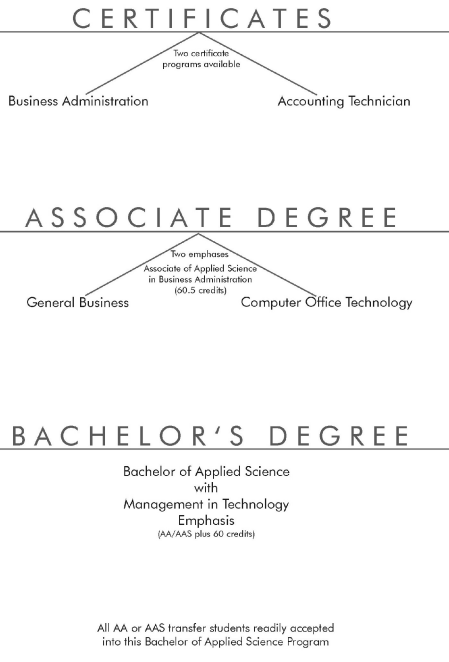 CERTIFICATES
Two certificate
programs available
Business Administration
Accounting Technician
ASSOCIATE DEGREE
Two emphases
Associate of Applied Science
in Business Administration
(60.5 credits)
General Business
Computer Office Technology
BACHELOR'S DEGREE
Bachelor of Applied Science
with
Management in Technology
Emphasis
(AA/AAS plus 60 credits)
All AA or AAS transfer students readily accepted
into this Bachelor of Applied Science Program